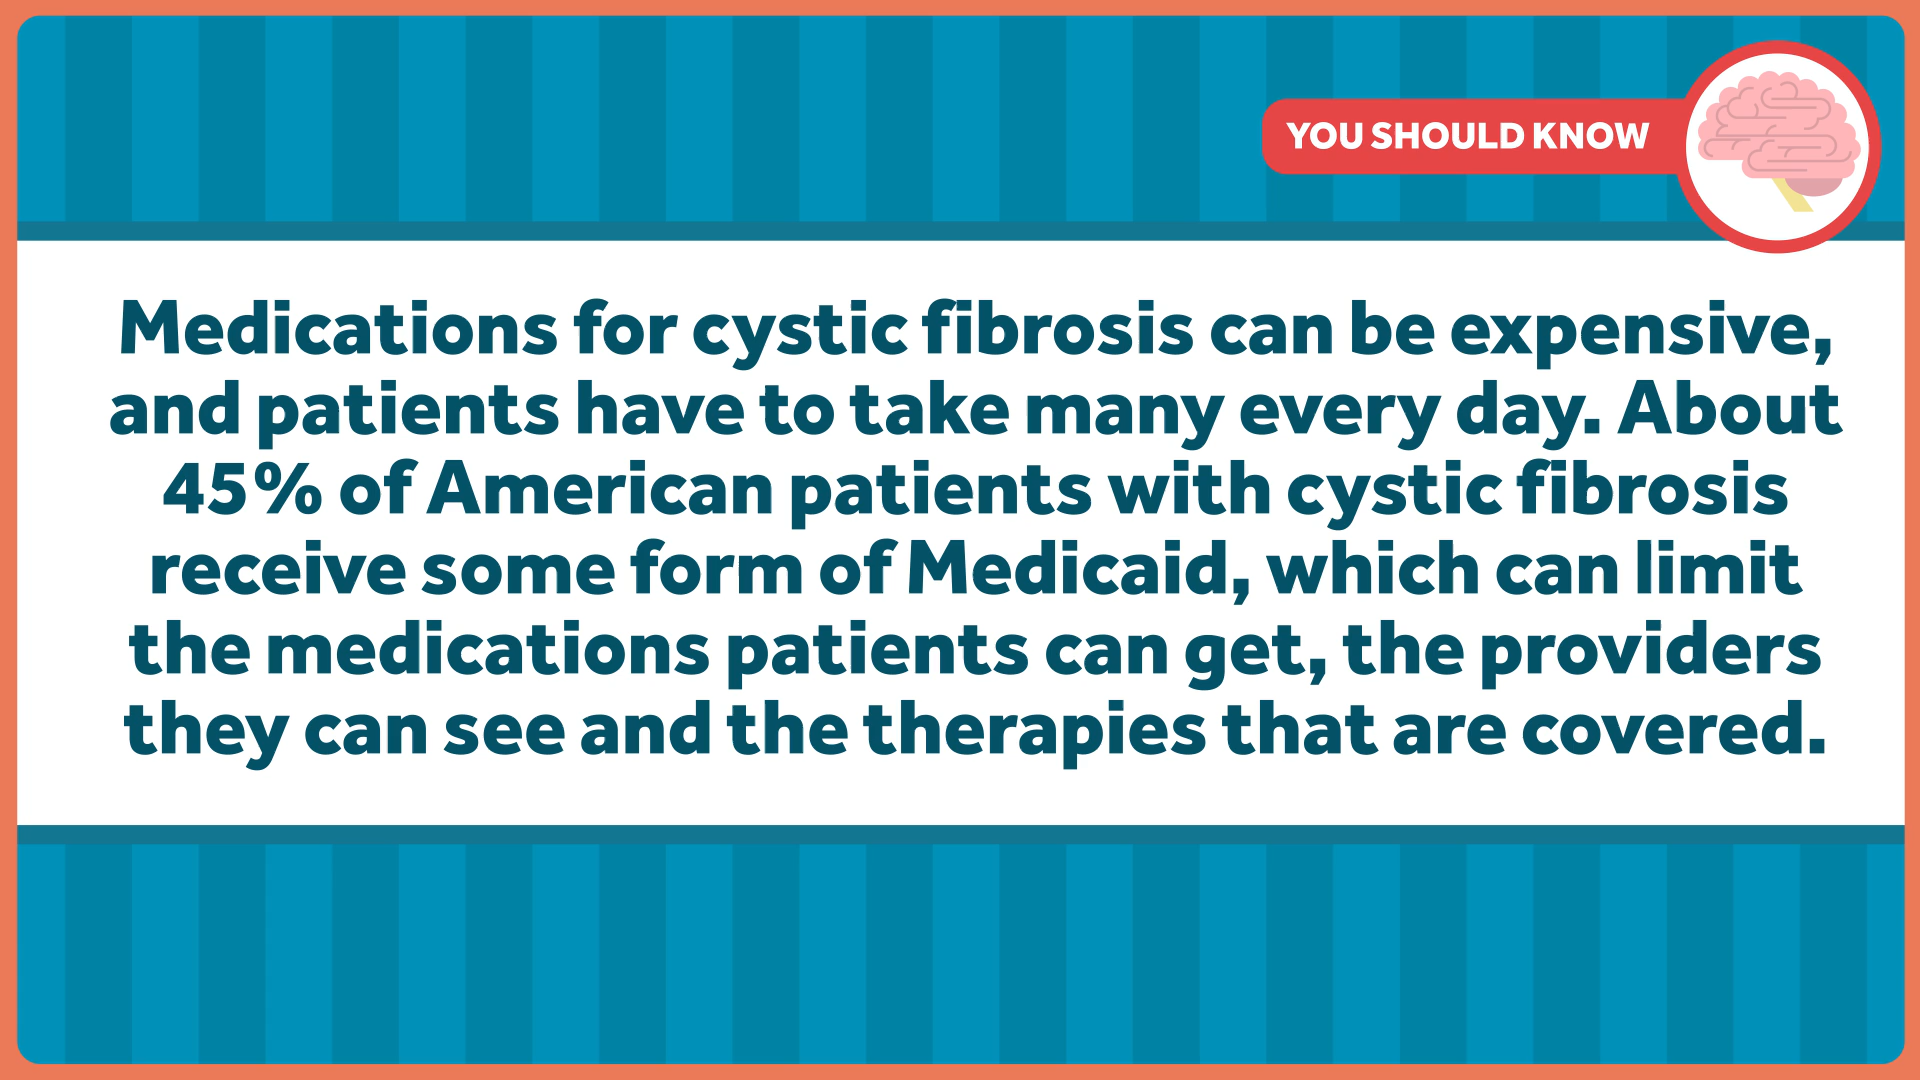 YOU SHOULD KNOW
Medications for cystic fibrosis can be expensive,
and patients have to take many every day. About
45% of American patients with cystic fibrosis
receive some form of Medicaid, which can limit
the medications patients can get, the providers
they can see and the therapies that are covered.